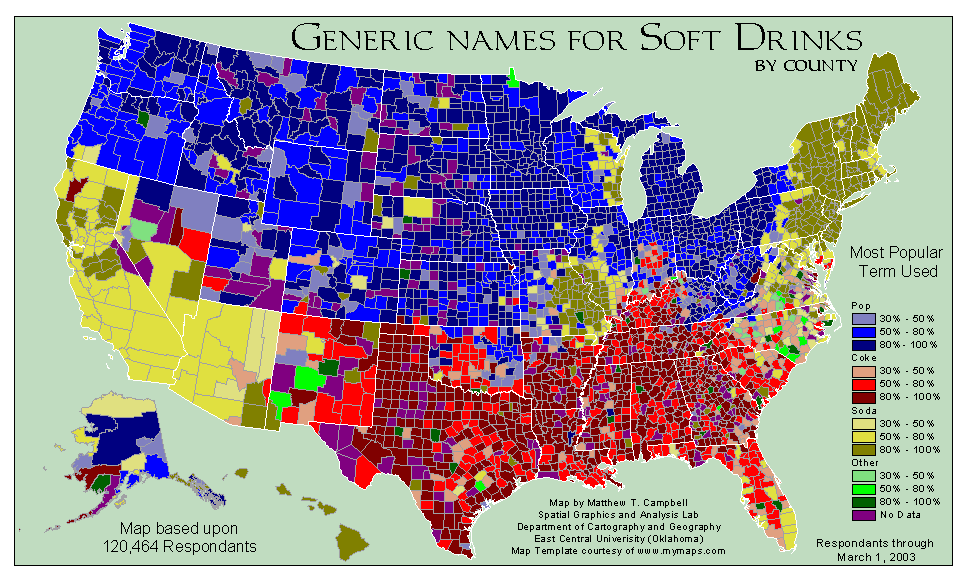 GENERIC NAMES FOR SOFT DRINKS
BY COUNTY
Most Popular
Term Used
Pop
30% - 50%
50% - 80%
80% - 100%
Coke
30% - 50%
50% - 80%
80% - 100%
Soda
30% - 50%
50% - 80%
80% - 100%
Other
30% - 50%
50% - 80%
80% - 100%
No Data
Map by Matthew T. Campbell
Spatial Graphics and Analysis Lab
Department of Cartography and Geography
East Central Univerisity (Oklahoma)
Map Template courtesy of www.mymaps.com
Map based upon
120,464 Respondants
Respondants through
March 1, 2003